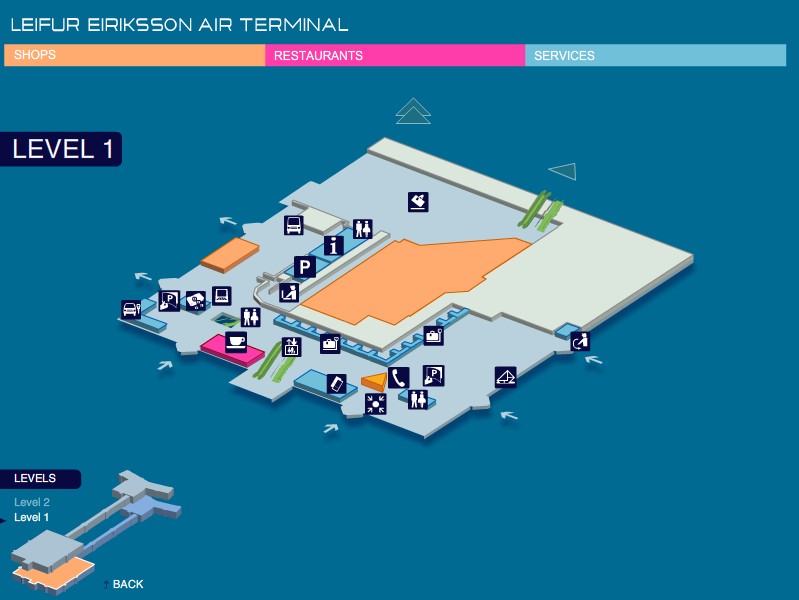 LEIFUR EIRIKSSON AIR TERMINAL
SHOPS RESTAURANTS SERVICES
LEVEL 1
i
P
P
P
LEVELS
Level 2
Level 1
BACK